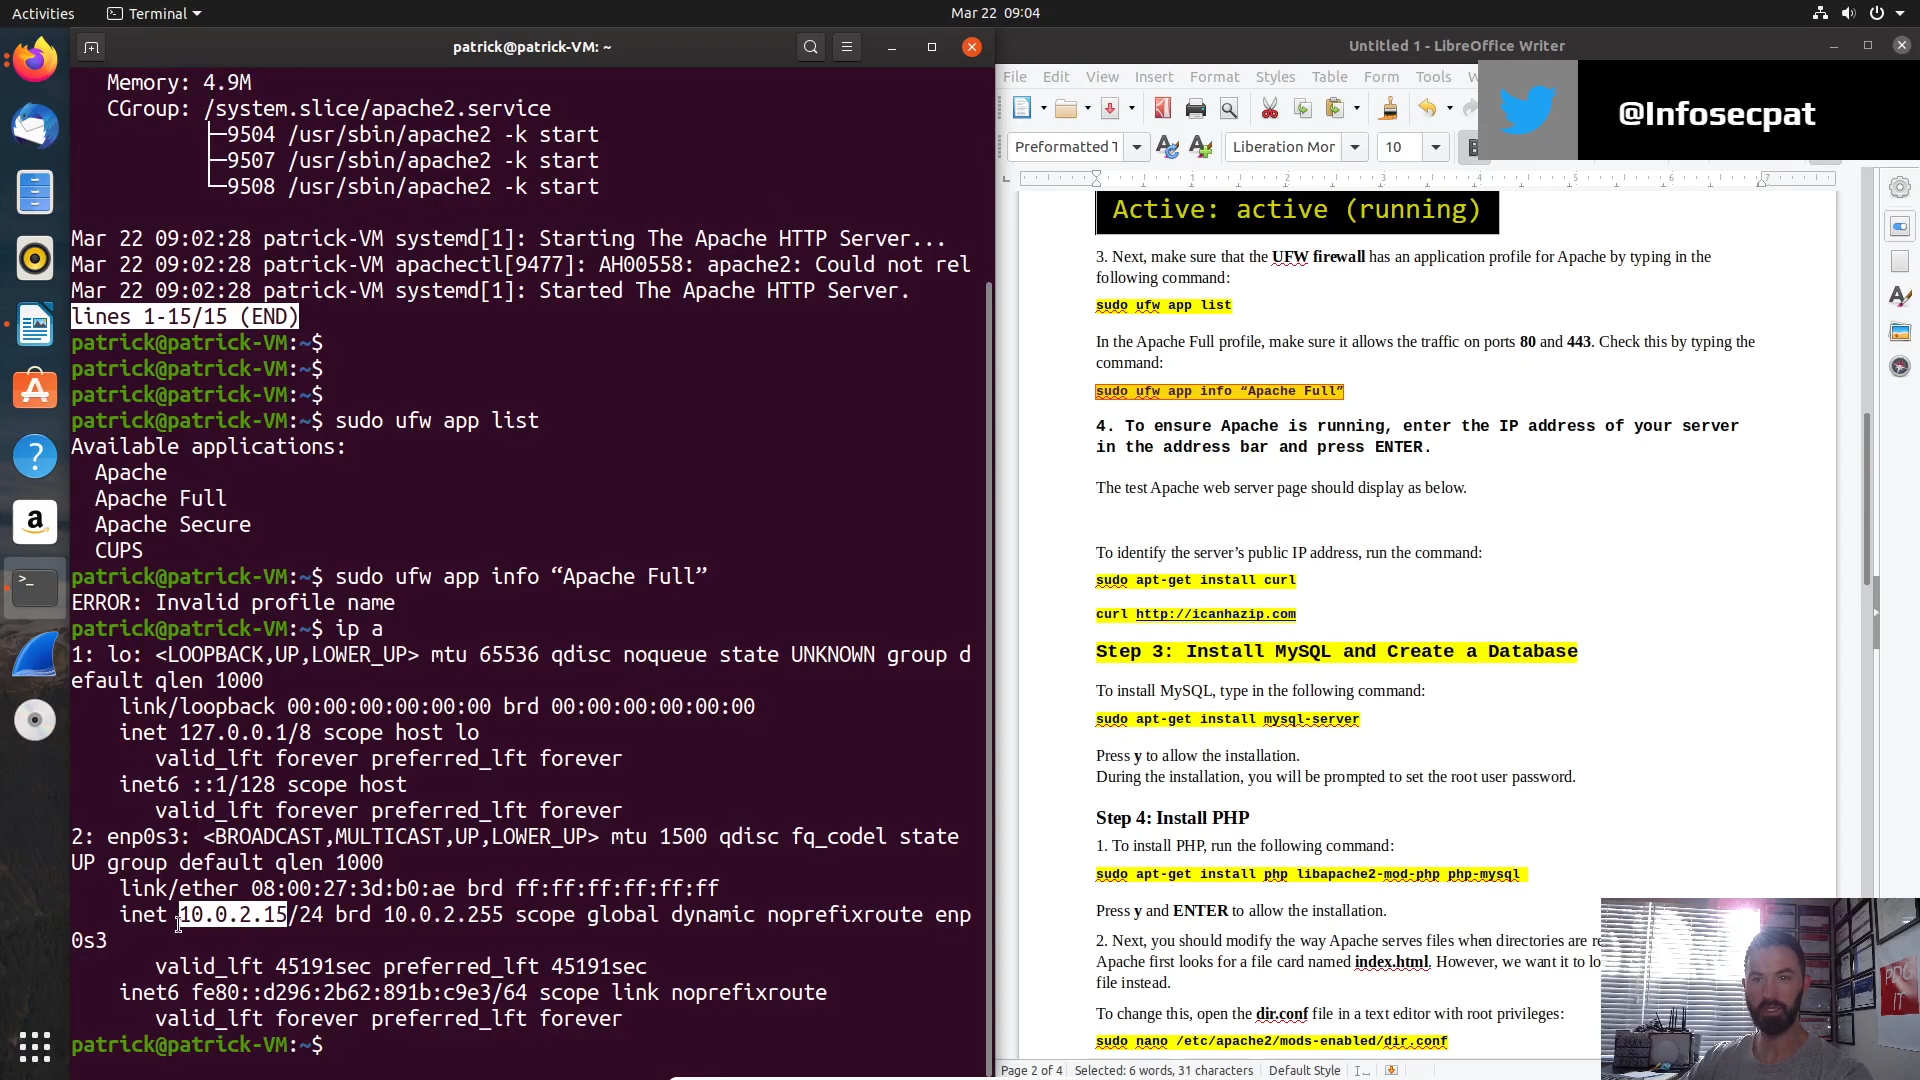 Activities
Terminal
Mar 22 09:04
patrick@patrick-VM: ~
Memory: 4.9M
CGroup: /system.slice/apache2.service
├─9504 /usr/sbin/apache2 -k start
├─9507 /usr/sbin/apache2 -k start
└─9508 /usr/sbin/apache2 -k start
Mar 22 09:02:28 patrick-VM systemd[1]: Starting The Apache HTTP Server...
Mar 22 09:02:28 patrick-VM apachectl[9477]: AH00558: apache2: Could not rel
Mar 22 09:02:28 patrick-VM systemd[1]: Started The Apache HTTP Server.
lines 1-15/15 (END)
patrick@patrick-VM:~$
patrick@patrick-VM:~$
patrick@patrick-VM:~$
patrick@patrick-VM:~$ sudo ufw app list
Available applications:
Apache
Apache Full
Apache Secure
CUPS
patrick@patrick-VM:~$ sudo ufw app info “Apache Full”
ERROR: Invalid profile name
patrick@patrick-VM:~$ ip a
1: lo: <LOOPBACK,UP,LOWER_UP> mtu 65536 qdisc noqueue state UNKNOWN group d
efault qlen 1000
link/loopback 00:00:00:00:00:00 brd 00:00:00:00:00:00
inet 127.0.0.1/8 scope host lo
valid_lft forever preferred_lft forever
inet6 ::1/128 scope host
valid_lft forever preferred_lft forever
2: enp0s3: <BROADCAST,MULTICAST,UP,LOWER_UP> mtu 1500 qdisc fq_codel state
UP group default qlen 1000
link/ether 08:00:27:3d:b0:ae brd ff:ff:ff:ff:ff:ff
inet 10.0.2.15/24 brd 10.0.2.255 scope global dynamic noprefixroute enp
0s3
valid_lft 45191sec preferred_lft 45191sec
inet6 fe80::d296:2b62:891b:c9e3/64 scope link noprefixroute
valid_lft forever preferred_lft forever
patrick@patrick-VM:~$
Untitled 1 - LibreOffice Writer
File Edit View Insert Format Styles Table Form Tools W
@Infosecpat
Preformatted T
Liberation Mor
10
1 2 3 4 5 6 7
Active: active (running)
3. Next, make sure that the UFW firewall has an application profile for Apache by typing in the
following command:
sudo ufw app list
In the Apache Full profile, make sure it allows the traffic on ports 80 and 443. Check this by typing the
command:
sudo ufw app info “Apache Full”
4. To ensure Apache is running, enter the IP address of your server
in the address bar and press ENTER.
The test Apache web server page should display as below.
To identify the server’s public IP address, run the command:
sudo apt-get install curl
curl http://icanhazip.com
Step 3: Install MySQL and Create a Database
To install MySQL, type in the following command:
sudo apt-get install mysql-server
Press y to allow the installation.
During the installation, you will be prompted to set the root user password.
Step 4: Install PHP
1. To install PHP, run the following command:
sudo apt-get install php libapache2-mod-php php-mysql
Press y and ENTER to allow the installation.
2. Next, you should modify the way Apache serves files when directories are re
Apache first looks for a file card named index.html. However, we want it to lo
file instead.
To change this, open the dir.conf file in a text editor with root privileges:
sudo nano /etc/apache2/mods-enabled/dir.conf
PDG
IT
Page 2 of 4
Selected: 6 words, 31 characters
Default Style